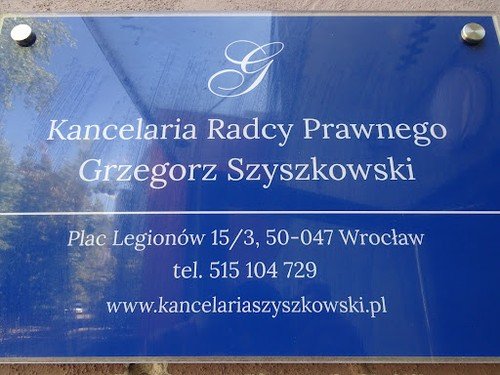 G
Kancelaria Radcy Prawnego
Grzegorz Szyszkowski
Plac Legionów 15/3, 50-047 Wrocław
tel. 515 104 729
www.kancelariaszyszkowski.pl